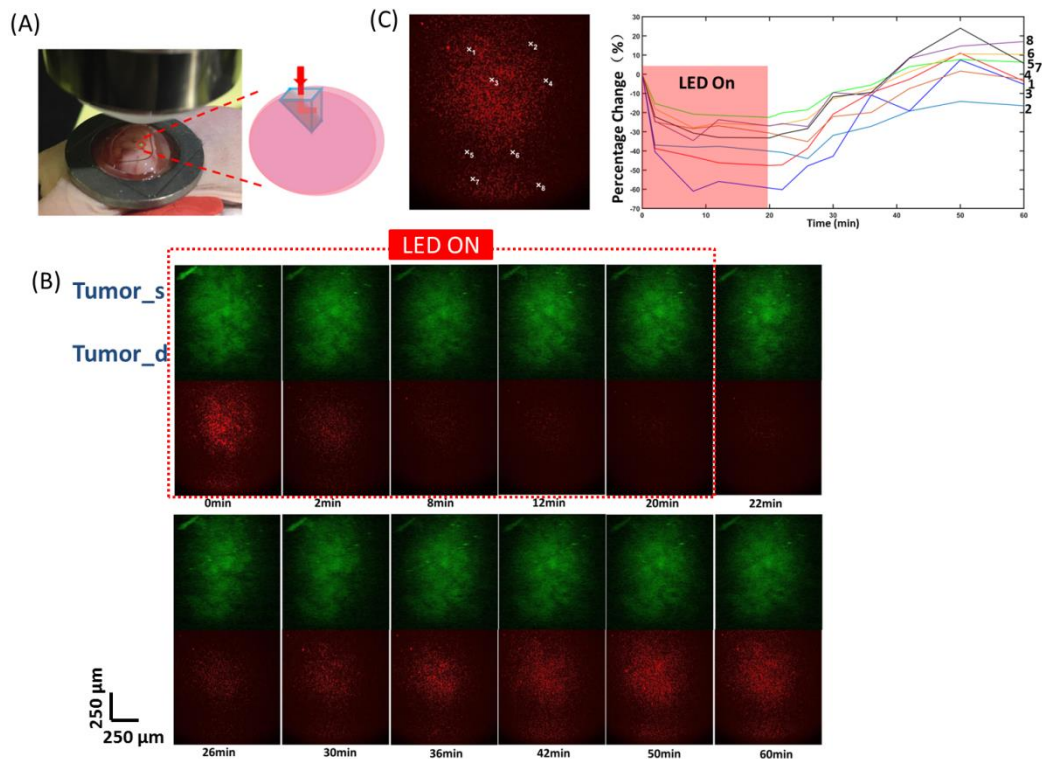 (A)
(C)
×1
×2
×3
×4
×5
×6
×7
×8
Percentage Change (%)
30
20
10
0
-10
-20
-30
-40
-50
-60
-70
LED On
8
6
5 7
4
1
3
2
0 10 20 30 40 50 60
Time (min)
LED ON
(B)
Tumor_s
Tumor_d
0min 2min 8min 12min 20min 22min
250 μm
250 μm
26min 30min 36min 42min 50min 60min